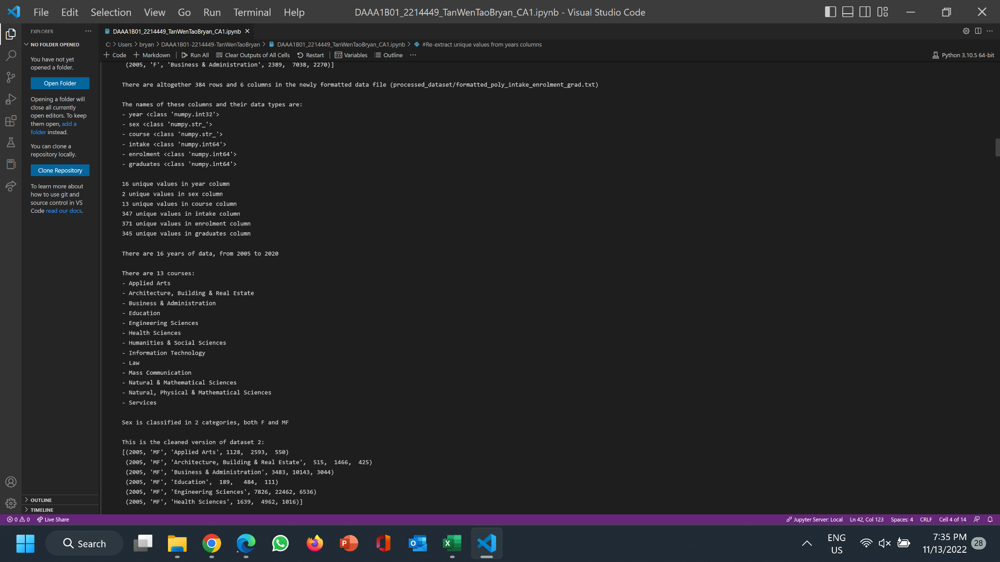 File Edit Selection View Go Run Terminal Help
DAAA1B01_2214449_TanWenTaoBryan_CA1.ipynb - Visual Studio Code
EXPLORER
NO FOLDER OPENED
You have not yet
opened a folder.
Open Folder
Opening a folder will
close all currently
open editors. To keep
them open, add a
folder instead.
You can clone a
repository locally.
Clone Repository
To learn more about
how to use git and
source control in VS
Code read our docs.
OUTLINE
TIMELINE
DAAA1B01_2214449_TanWenTaoBryan_CA1.ipynb
C: > Users > bryan > DAAA1B01-2214449-TanWenTaoBryan > DAAA1B01_2214449_TanWenTaoBryan_CA1.ipynb > #Re-extract unique values from years columns
+ Code + Markdown Run All Clear Outputs of All Cells Restart Variables Outline ···
Python 3.10.5 64-bit
(2005, 'F', 'Business & Administration', 2389, 7038, 2270)]
There are altogether 384 rows and 6 columns in the newly formatted data file (processed_dataset/formatted_poly_intake_enrolment_grad.txt)
The names of these columns and their data types are:
- year <class 'numpy.int32'>
- sex <class 'numpy.str_'>
- course <class 'numpy.str_'>
- intake <class 'numpy.int64'>
- enrolment <class 'numpy.int64'>
- graduates <class 'numpy.int64'>
16 unique values in year column
2 unique values in sex column
13 unique values in course column
347 unique values in intake column
371 unique values in enrolment column
345 unique values in graduates column
There are 16 years of data, from 2005 to 2020
There are 13 courses:
- Applied Arts
- Architecture, Building & Real Estate
- Business & Administration
- Education
- Engineering Sciences
- Health Sciences
- Humanities & Social Sciences
- Information Technology
- Law
- Mass Communication
- Natural & Mathematical Sciences
- Natural, Physical & Mathematical Sciences
- Services
Sex is classified in 2 categories, both F and MF
This is the cleaned version of dataset 2:
[(2005, 'MF', 'Applied Arts', 1128, 2593, 550)
(2005, 'MF', 'Architecture, Building & Real Estate', 515, 1466, 425)
(2005, 'MF', 'Business & Administration', 3483, 10143, 3044)
(2005, 'MF', 'Education', 189, 484, 111)
(2005, 'MF', 'Engineering Sciences', 7826, 22462, 6536)
(2005, 'MF', 'Health Sciences', 1639, 4962, 1016)]
0 0 Live Share
Jupyter Server: Local Ln 42, Col 123 Spaces: 4 CRLF Cell 4 of 14
Search
ENG
US
7:35 PM
11/13/2022
28